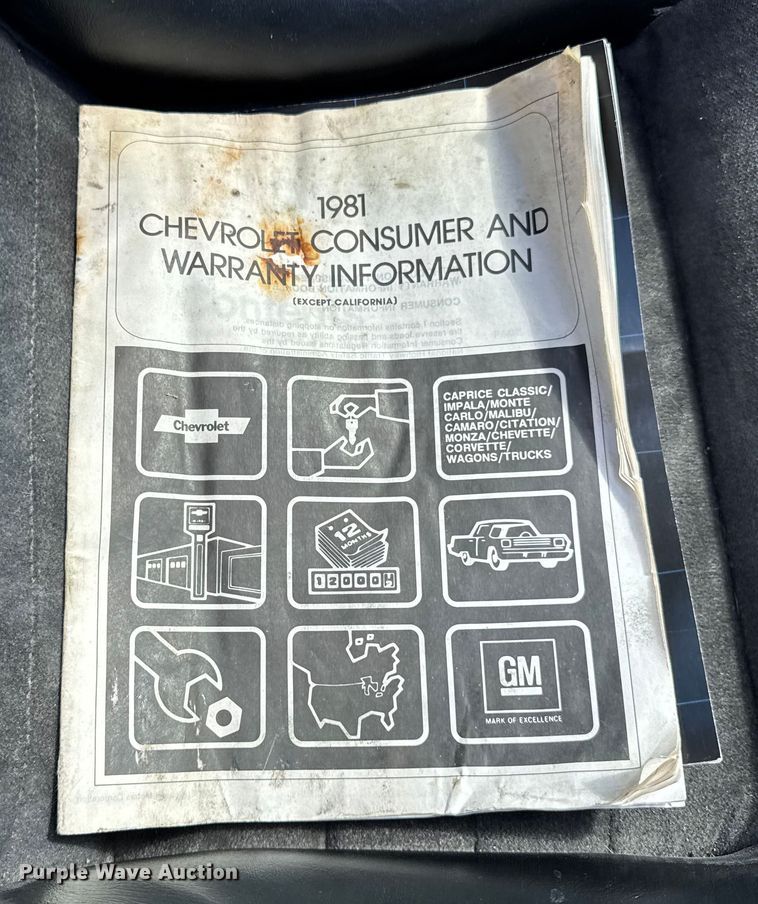 1981
CHEVROLET CONSUMER AND
WARRANTY INFORMATION
(EXCEPT CALIFORNIA)
Chevrolet
CAPRICE CLASSIC/
IMPALA/MONTE
CARLO/MALIBU/
CAMARO/CITATION/
MONZA/CHEVETTE/
CORVETTE/
WAGONS/TRUCKS
12
MONTHS
12000
GM
MARK OF EXCELLENCE
Purple Wave Auction